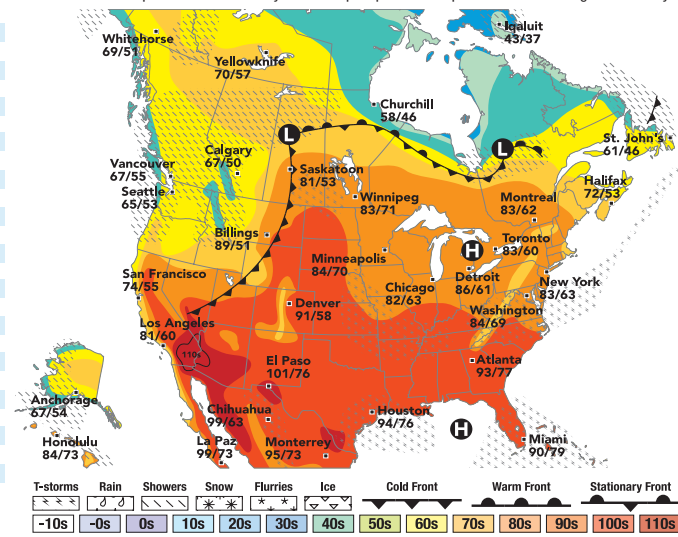 Whitehorse
69/51
Yellowknife
70/57
Iqaluit
43/37
Churchill
58/46
St. John's
61/46
L
L
Calgary
67/50
Vancouver
67/55
Seattle
65/53
Saskatoon
81/53
Winnipeg
83/71
Montreal
83/62
Halifax
72/53
Billings
89/51
Toronto
83/60
H
Minneapolis
84/70
San Francisco
74/55
Chicago
82/63
Detroit
86/61
New York
83/63
Denver
91/58
Washington
84/69
Los Angeles
81/60
110s
El Paso
101/76
Atlanta
93/77
Anchorage
67/54
Chihuahua
99/63
Houston
94/76
H
Honolulu
84/73
La Paz
99/73
Monterrey
95/73
Miami
90/79
T-storms Rain Showers Snow Flurries Ice Cold Front Warm Front Stationary Front
-10s -0s 0s 10s 20s 30s 40s 50s 60s 70s 80s 90s 100s 110s